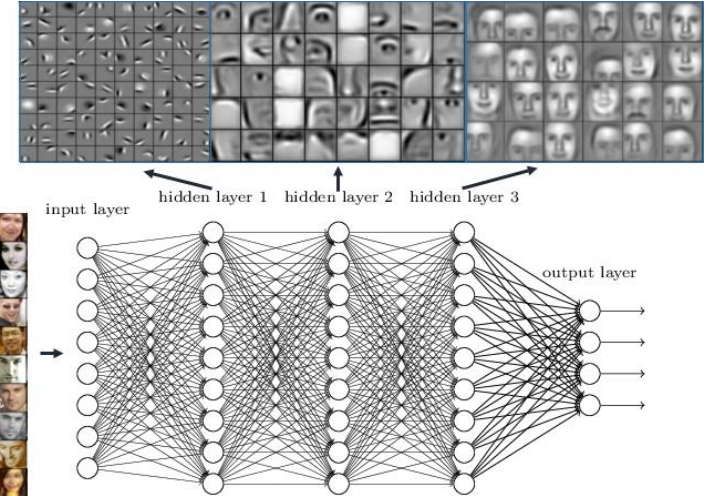 hidden layer 1
hidden layer 2
hidden layer 3
input layer
output layer